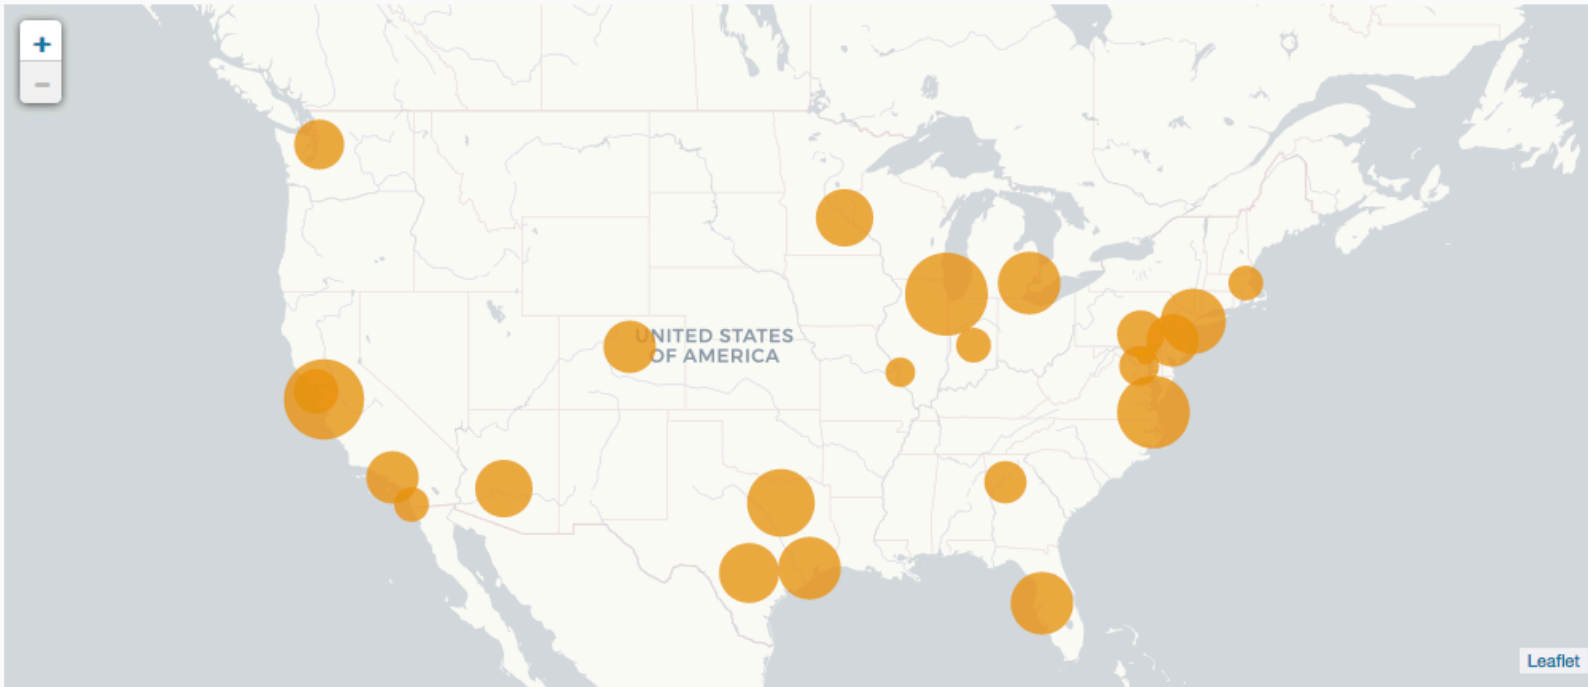 +
−
UNITED STATES
OF AMERICA
Leaflet